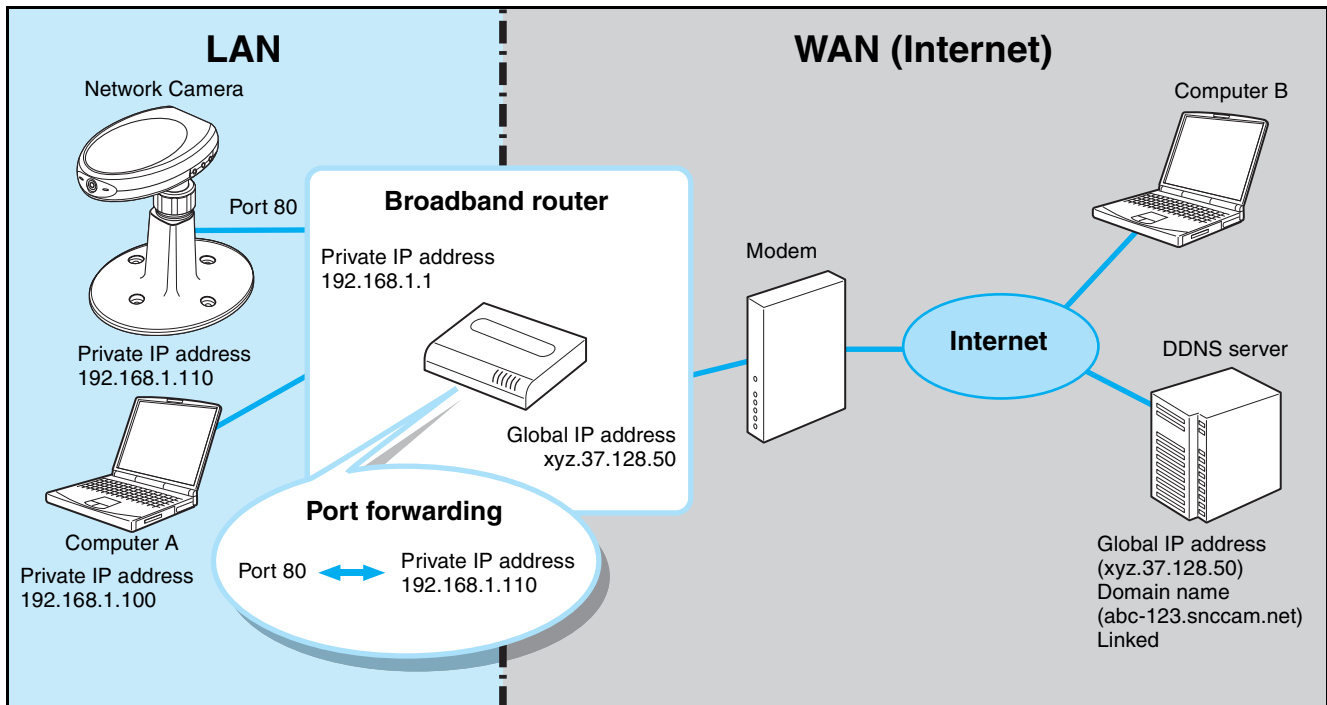 LAN
WAN (Internet)
Network Camera
Port 80
Private IP address
192.168.1.110
Computer A
Private IP address
192.168.1.100
Broadband router
Private IP address
192.168.1.1
Global IP address
xyz.37.128.50
Port forwarding
Port 80
Private IP address
192.168.1.110
Modem
Internet
Computer B
DDNS server
Global IP address
(xyz.37.128.50)
Domain name
(abc-123.snccam.net)
Linked